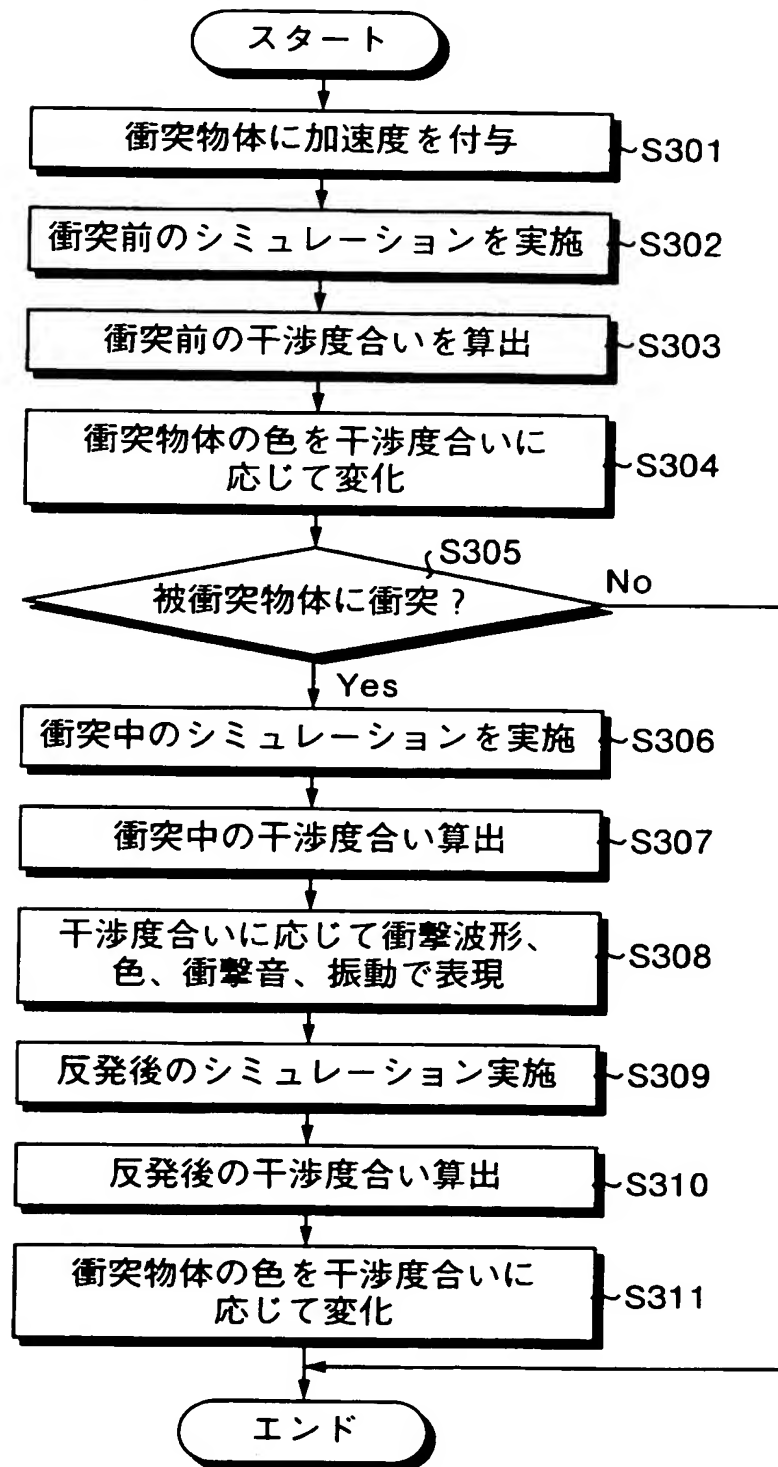 スタート
衝突物体に加速度を付与
S301
衝突前のシミュレーションを実施
S302
衝突前の干渉度合いを算出
S303
衝突物体の色を干渉度合いに
応じて変化
S304
S305
被衝突物体に衝突?
No
Yes
衝突中のシミュレーションを実施
S306
衝突中の干渉度合い算出
S307
干渉度合いに応じて衝撃波形、
色、衝撃音、振動で表現
S308
反発後のシミュレーション実施
S309
反発後の干渉度合い算出
S310
衝突物体の色を干渉度合いに
応じて変化
S311
エンド